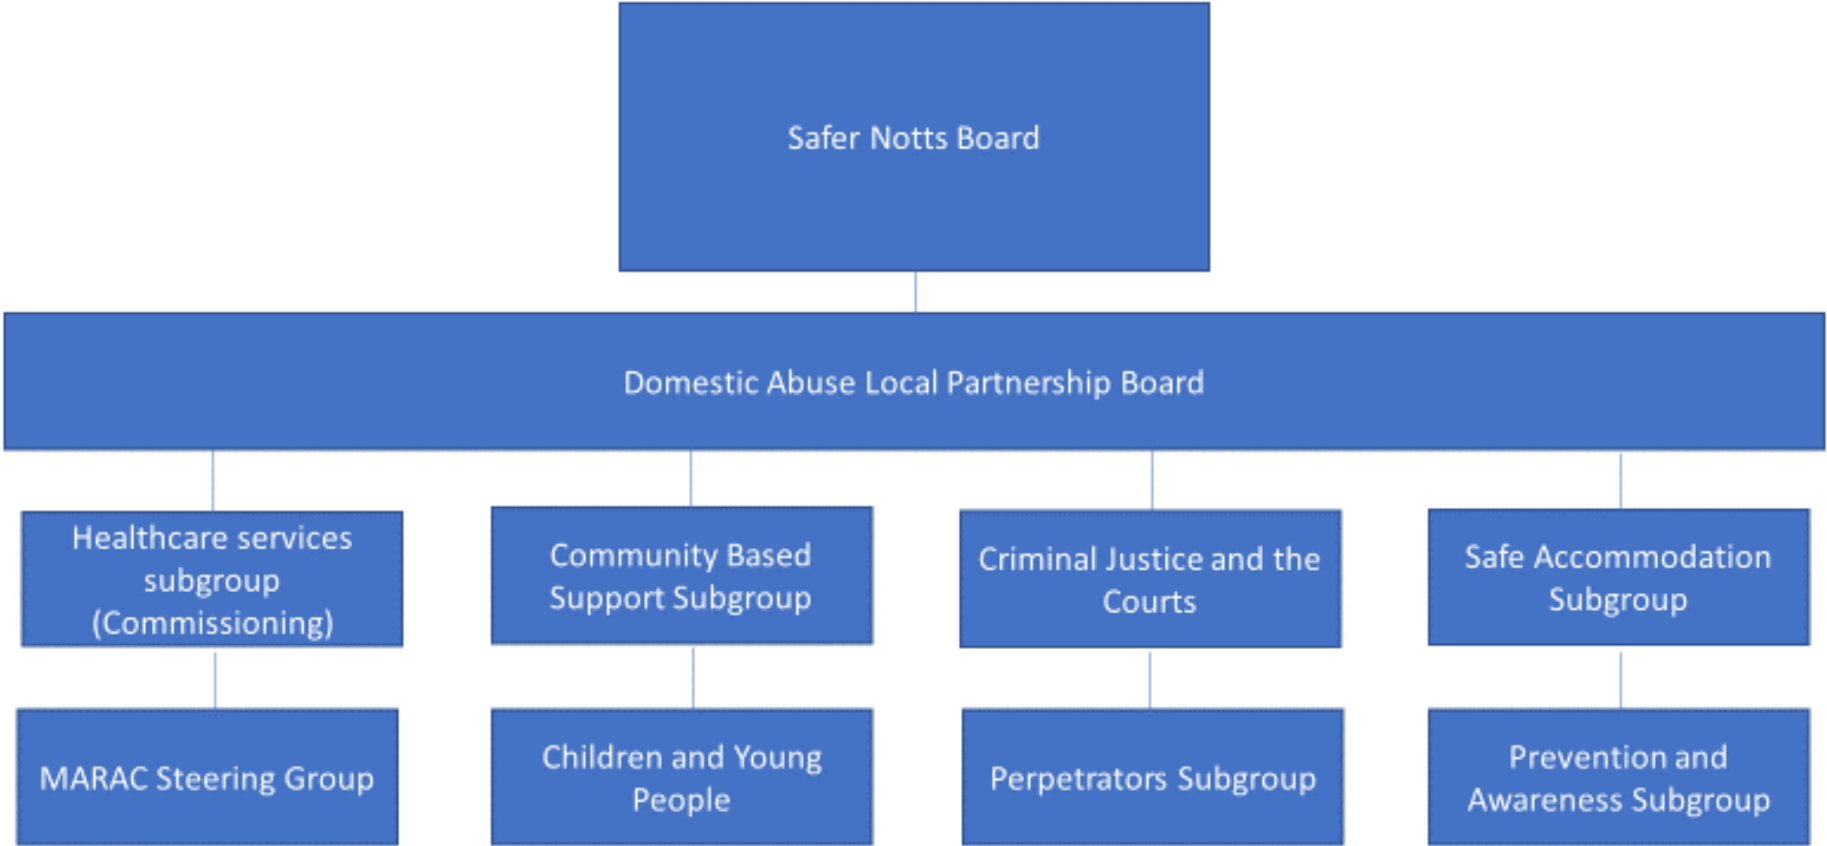 Safer Notts Board
Domestic Abuse Local Partnership Board
Healthcare services
subgroup
(Commissioning)
Community Based
Support Subgroup
Criminal Justice and the
Courts
Safe Accommodation
Subgroup
MARAC Steering Group
Children and Young
People
Perpetrators Subgroup
Prevention and
Awareness Subgroup